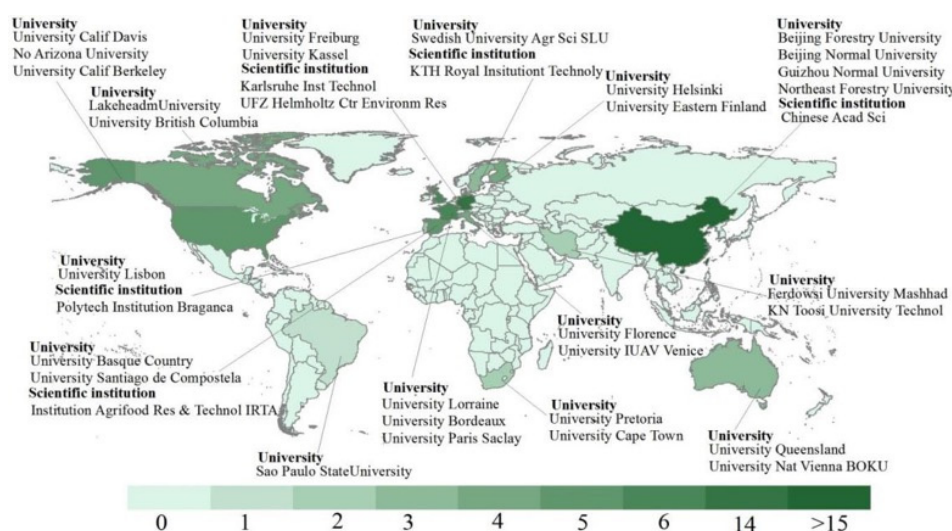 University
University Calif Davis
No Arizona University
University Calif Berkeley
University
LakeheadmUniversity
University British Columbia
University
University Freiburg
University Kassel
Scientific institution
Karlsruhe Inst Technol
UFZ Helmholtz Ctr Environm Res
University
Swedish University Agr Sci SLU
Scientific institution
KTH Royal Insitutiont Technoly
University
University Helsinki
University Eastern Finland
University
Beijing Forestry University
Beijing Normal University
Guizhou Normal University
Northeast Forestry University
Scientific institution
Chinese Acad Sci
University
University Lisbon
Scientific institution
Polytech Institution Braganca
University
University Basque Country
University Santiago de Compostela
Scientific institution
Institution Agrifood Res & Technol IRTA
University
Sao Paulo StateUniversity
University
University Lorraine
University Bordeaux
University Paris Saclay
University
University Florence
University IUAV Venice
University
University Pretoria
University Cape Town
University
Ferdowsi University Mashhad
KN Toosi University Technol
University
University Queensland
University Nat Vienna BOKU
0 1 2 3 4 5 6 14 >15